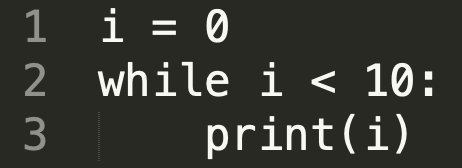 1 i = 0
2 while i < 10:
3     print(i)